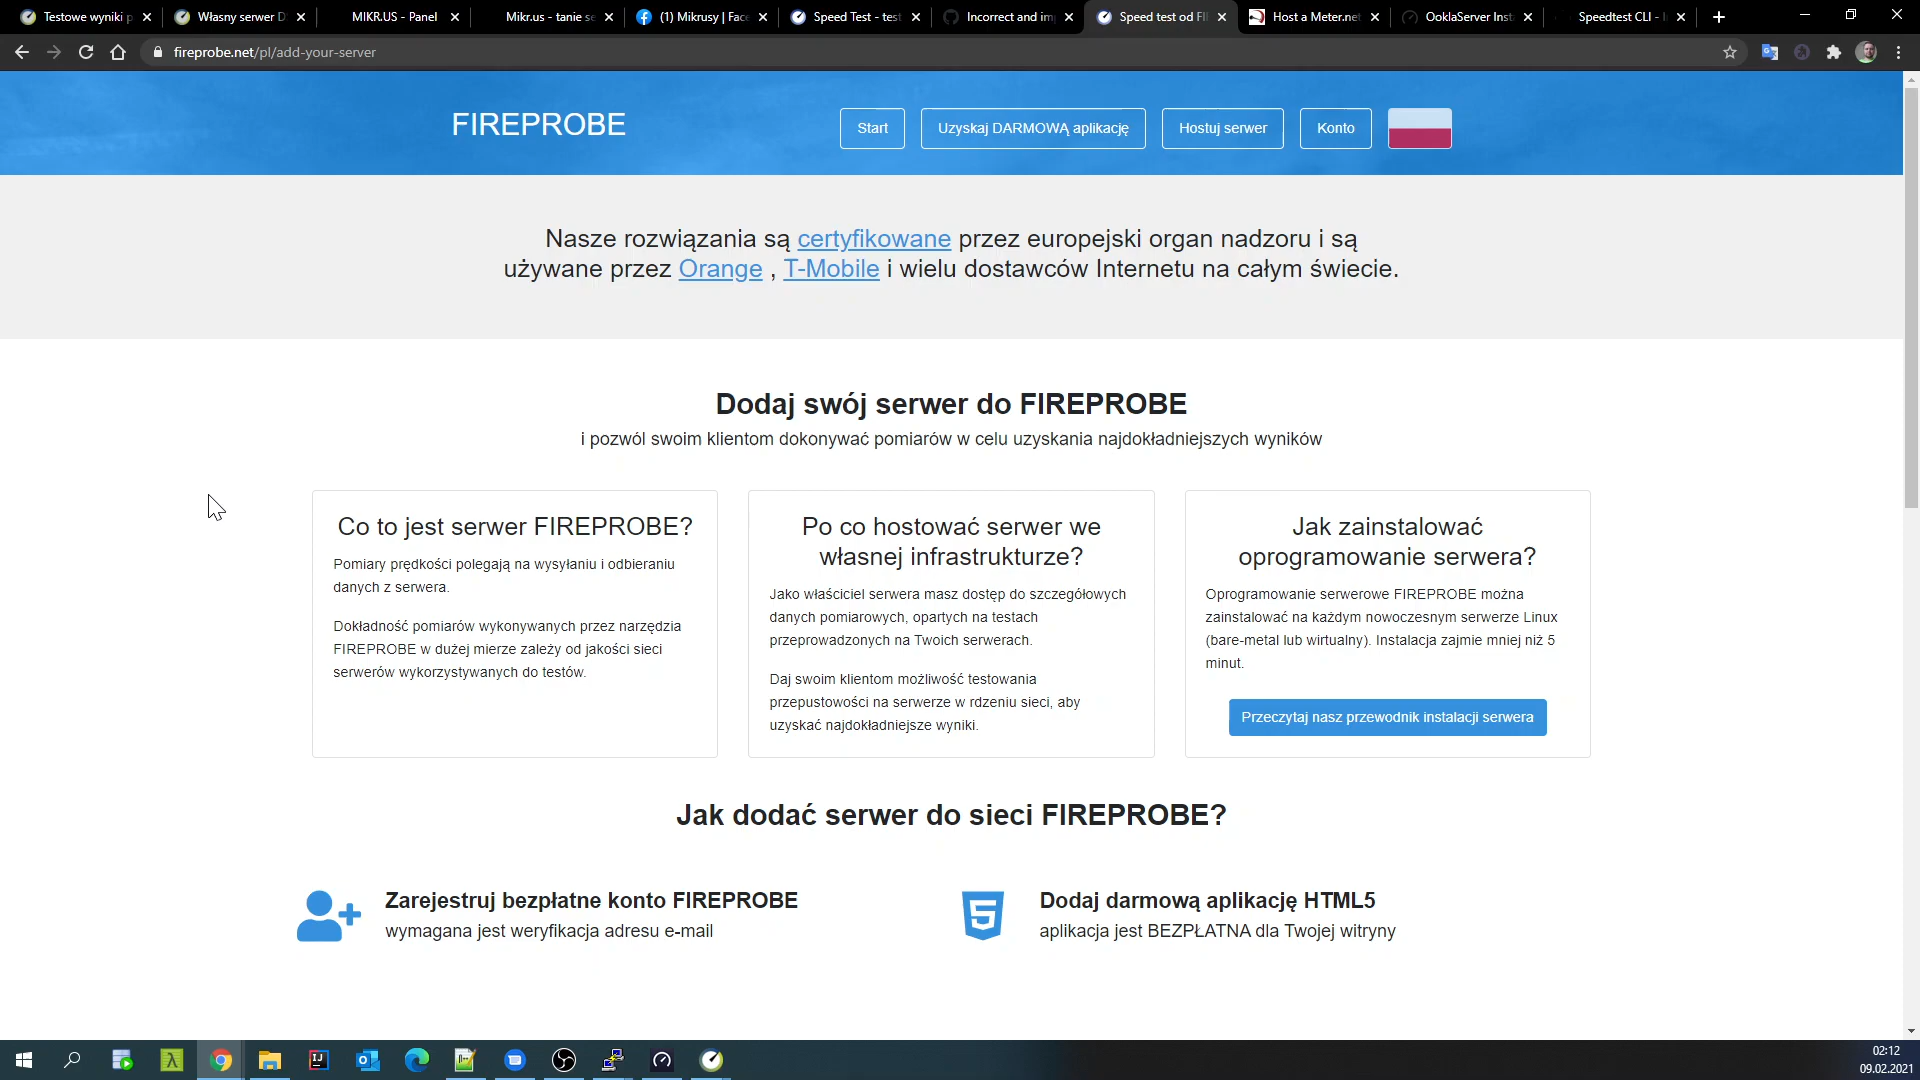 Testowe wyniki p
Własny serwer D
MIKR.US - Panel
Mikr.us - tanie se
(1) Mikrusy | Fac
Speed Test - test
Incorrect and im
Speed test od FI
Host a Meter.net
OoklaServer Inst
Speedtest CLI - I
fireprobe.net/pl/add-your-server
FIREPROBE
Start
Uzyskaj DARMOWĄ aplikację
Hostuj serwer
Konto
Nasze rozwiązania są certyfikowane przez europejski organ nadzoru i są
używane przez Orange , T-Mobile i wielu dostawców Internetu na całym świecie.
Dodaj swój serwer do FIREPROBE
i pozwól swoim klientom dokonywać pomiarów w celu uzyskania najdokładniejszych wyników
Co to jest serwer FIREPROBE?
Pomiary prędkości polegają na wysyłaniu i odbieraniu
danych z serwera.
Dokładność pomiarów wykonywanych przez narzędzia
FIREPROBE w dużej mierze zależy od jakości sieci
serwerów wykorzystywanych do testów.
Po co hostować serwer we
własnej infrastrukturze?
Jako właściciel serwera masz dostęp do szczegółowych
danych pomiarowych, opartych na testach
przeprowadzonych na Twoich serwerach.
Daj swoim klientom możliwość testowania
przepustowości na serwerze w rdzeniu sieci, aby
uzyskać najdokładniejsze wyniki.
Jak zainstalować
oprogramowanie serwera?
Oprogramowanie serwerowe FIREPROBE można
zainstalować na każdym nowoczesnym serwerze Linux
(bare-metal lub wirtualny). Instalacja zajmie mniej niż 5
minut.
Przeczytaj nasz przewodnik instalacji serwera
Jak dodać serwer do sieci FIREPROBE?
Zarejestruj bezpłatne konto FIREPROBE
wymagana jest weryfikacja adresu e-mail
Dodaj darmową aplikację HTML5
aplikacja jest BEZPŁATNA dla Twojej witryny
02:12
09.02.2021